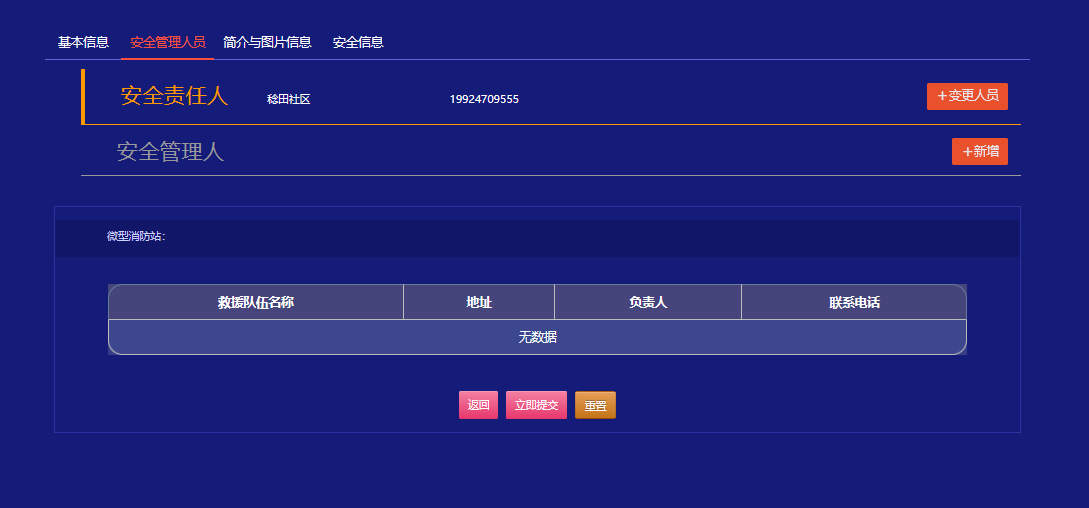 基本信息 安全管理人员 简介与图片信息 安全信息
安全责任人 稔田社区 19924709555 +变更人员
安全管理人 +新增
微型消防站:
救援队伍名称 地址 负责人 联系电话
无数据
返回 立即提交 重置